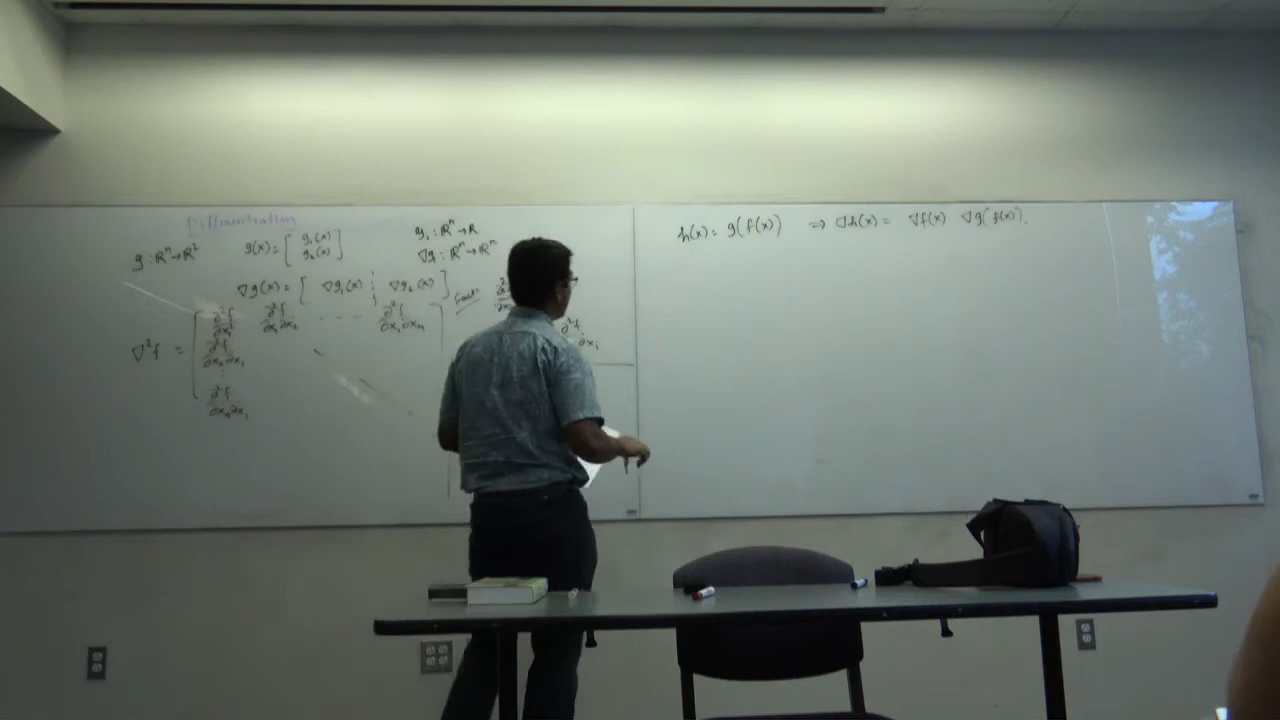 Differentiation
g : ℝⁿ→ℝ² g(x) = [ g₁(x) g₂(x) ] g₁ : ℝⁿ→ℝ
∇g₁ : ℝⁿ→ℝⁿ
∇g(x) = [ ∇g₁(x) ⋮ ∇g₂(x) ]
Fact:
∇²f = [ ∂²f/∂x₁² ∂²f/∂x₁∂x₂ . . . ∂²f/∂x₁∂xₙ ]
∂²f/∂x₂∂x₁
⋮
∂²f/∂xₙ∂x₁
h(x) = g(f(x)) ⇒ ∇h(x) = ∇f(x) ∇g(f(x)).